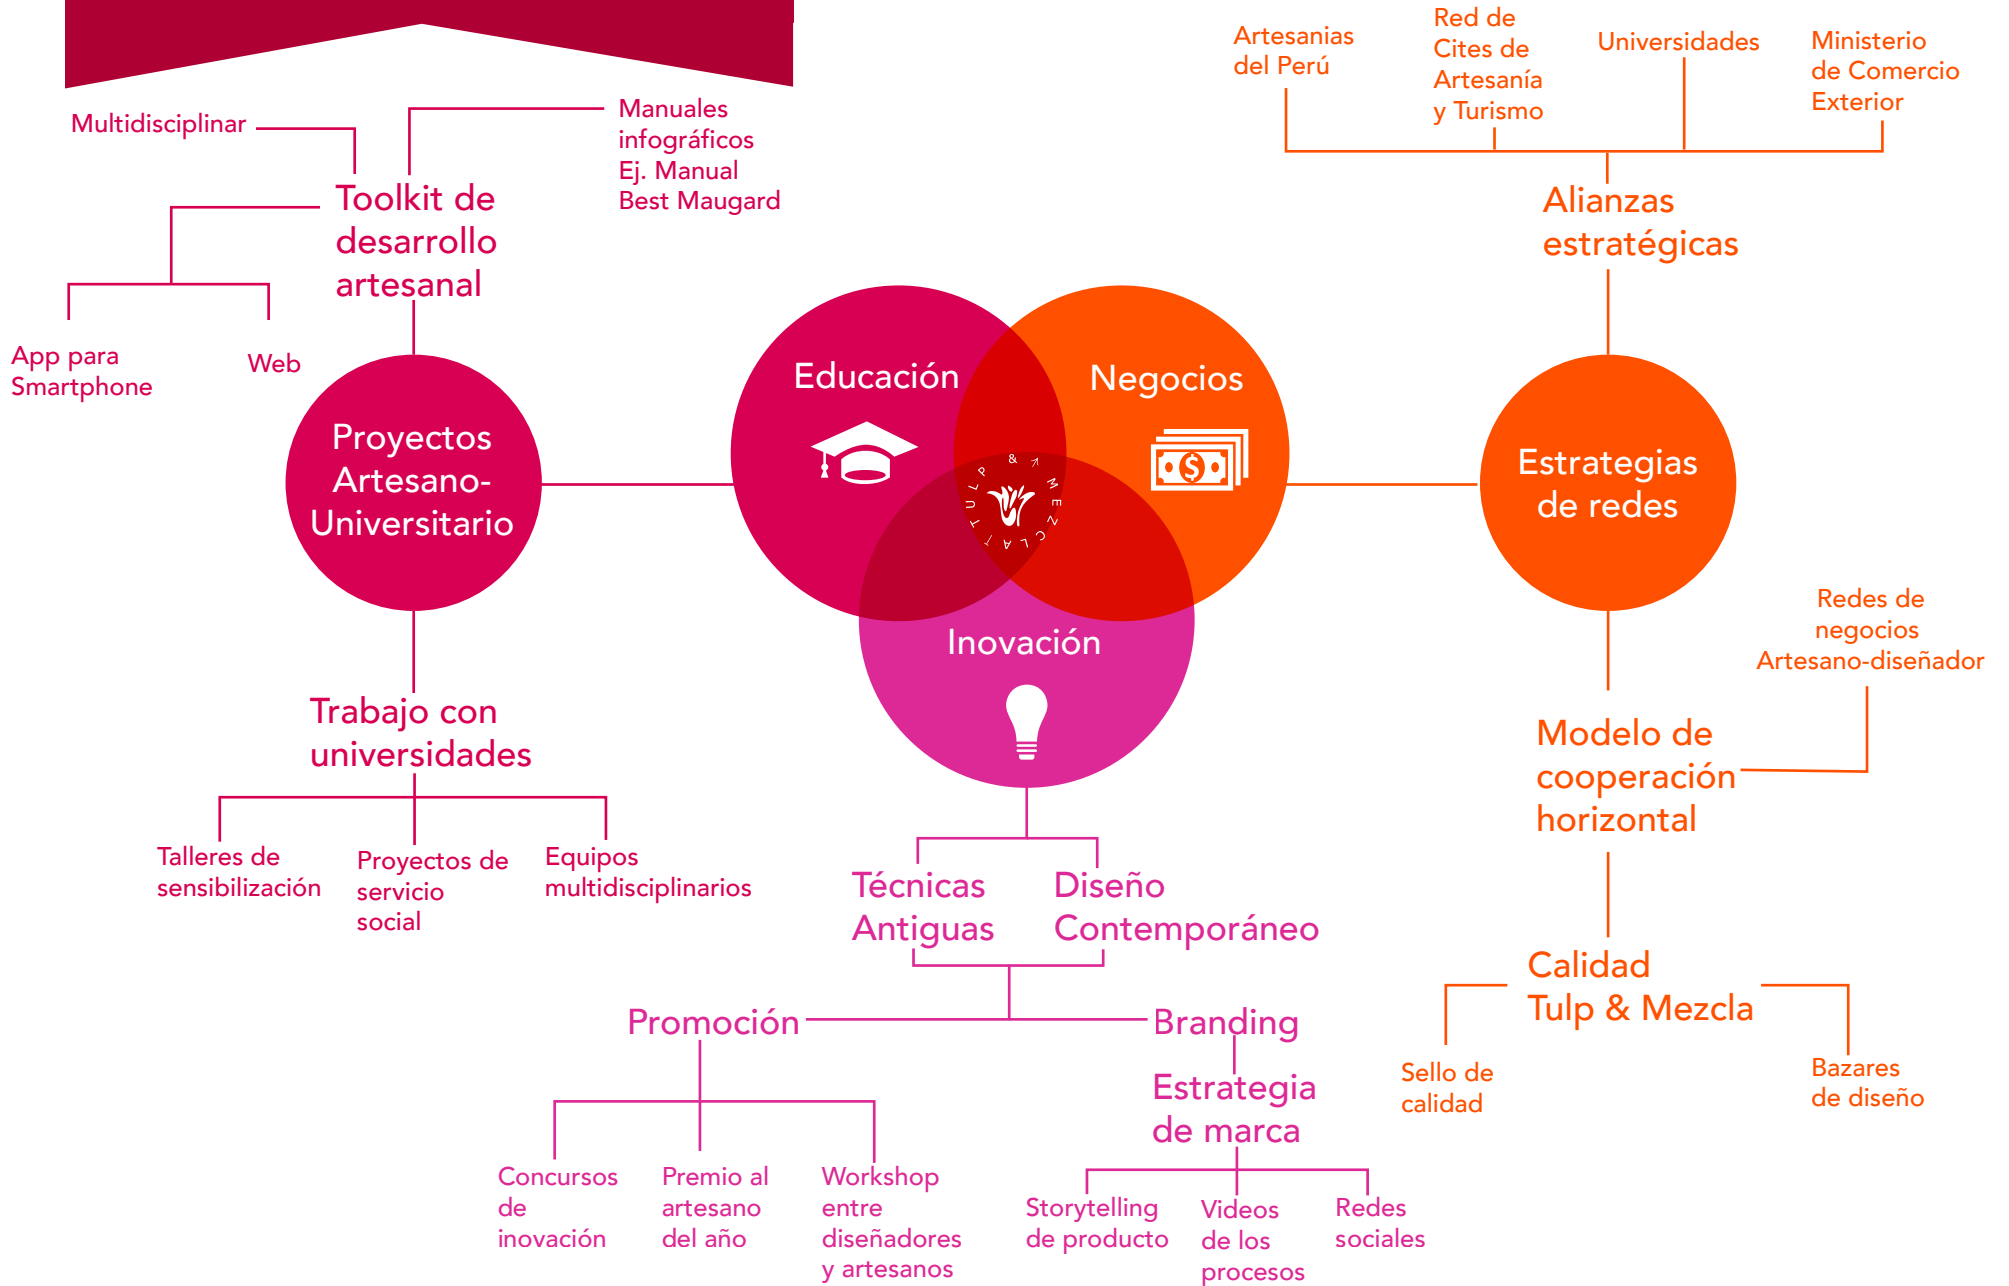 Multidisciplinar
Manuales
infográficos
Ej. Manual
Best Maugard
Toolkit de
desarrollo
artesanal
App para
Smartphone
Web
Proyectos
Artesano-
Universitario
Trabajo con
universidades
Talleres de
sensibilización
Proyectos de
servicio
social
Equipos
multidisciplinarios
Educación
Negocios
TULP & MEZCLA
Inovación
Técnicas
Antiguas
Diseño
Contemporáneo
Promoción
Branding
Estrategia
de marca
Concursos
de
inovación
Premio al
artesano
del año
Workshop
entre
diseñadores
y artesanos
Storytelling
de producto
Videos
de los
procesos
Redes
sociales
Artesanias
del Perú
Red de
Cites de
Artesanía
y Turismo
Universidades
Ministerio
de Comercio
Exterior
Alianzas
estratégicas
Estrategias
de redes
Redes de
negocios
Artesano-diseñador
Modelo de
cooperación
horizontal
Calidad
Tulp & Mezcla
Sello de
calidad
Bazares
de diseño